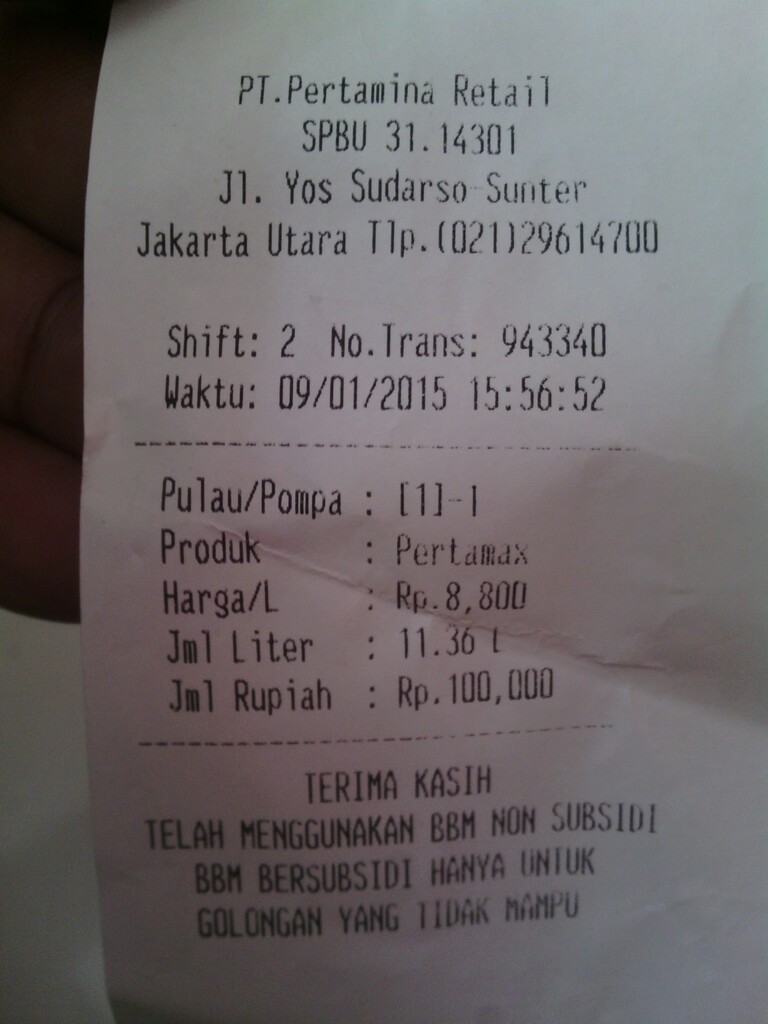 PT.Pertamina Retail
SPBU 31.14301
Jl. Yos Sudarso-Sunter
Jakarta Utara Tlp.(021)29614700
Shift: 2 No.Trans: 943340
Waktu: 09/01/2015 15:56:52
Pulau/Pompa : [1]-1
Produk : Pertamax
Harga/L : Rp.8,800
Jml Liter : 11.36 L
Jml Rupiah : Rp.100,000
TERIMA KASIH
TELAH MENGGUNAKAN BBM NON SUBSIDI
BBM BERSUBSIDI HANYA UNTUK
GOLONGAN YANG TIDAK MAMPU